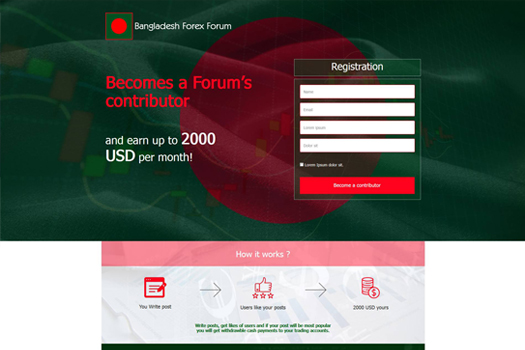 Bangladesh Forex Forum
Becomes a Forum's
contributor
and earn up to 2000
USD per month!
Registration
Name
Email
Lorem ipsum
Dolor sit
Lorem ipsum dolor sit.
Become a contributor
How it works ?
You Write post
Users like your posts
2000 USD yours
Write posts, get likes of users and if your post will be most popular
you will get withdrawable cash payments to your trading accounts.